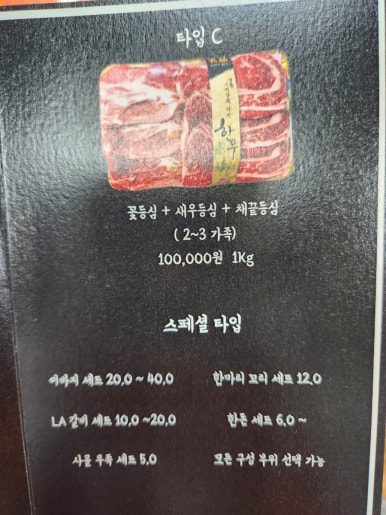 타입 C
한우
꽃등심 + 새우등심 + 채끝등심
( 2~3 가족)
100,000원 1Kg
스페셜 타입
세트 20.0 ~ 40.0
한마리 꼬리 세트 12.0
LA 갈비 세트 10.0 ~20.0
한돈 세트 6.0 ~
사골 우족 세트 5.0
모든 구성 부위 선택 가능